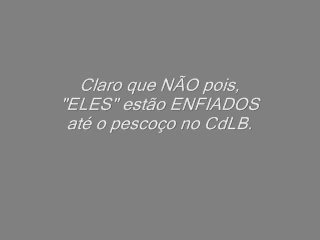 Claro que NÃO pois,
"ELES" estão ENFIADOS
até o pescoço no CdLB.